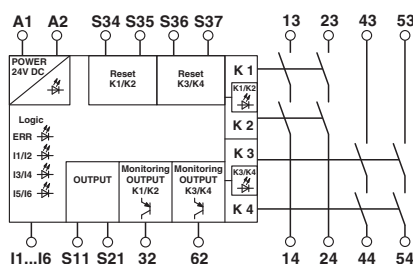 A1 A2 S34 S35 S36 S37 13 23 43 53
POWER
24V DC
Reset
K1/K2
Reset
K3/K4
K 1
K1/K2
K 2
Logic
ERR
I1/I2
I3/I4
I5/I6
K 3
K3/K4
K 4
OUTPUT
Monitoring
OUTPUT
K1/K2
Monitoring
OUTPUT
K3/K4
I1...I6 S11 S21 32 62 14 24 44 54